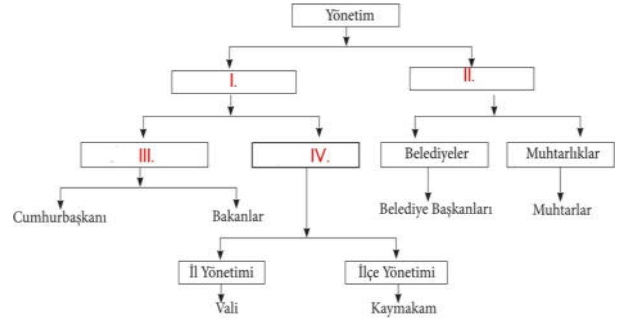 Yönetim
I.
II.
III.
IV.
Belediyeler
Muhtarlıklar
Cumhurbaşkanı
Bakanlar
Belediye Başkanları
Muhtarlar
İl Yönetimi
İlçe Yönetimi
Vali
Kaymakam